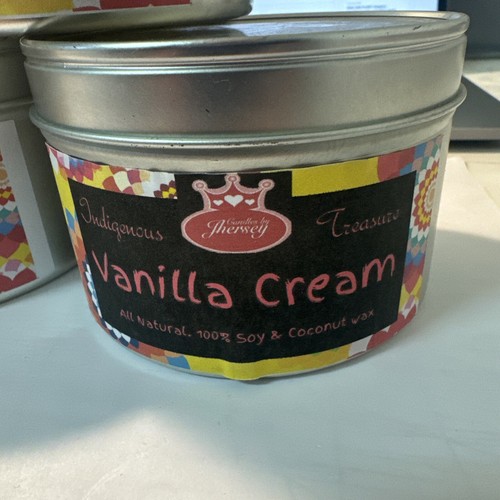 Indigenous Treasure
Candles by
Jhersey
Vanilla Cream
All Natural. 100% Soy & Coconut wax